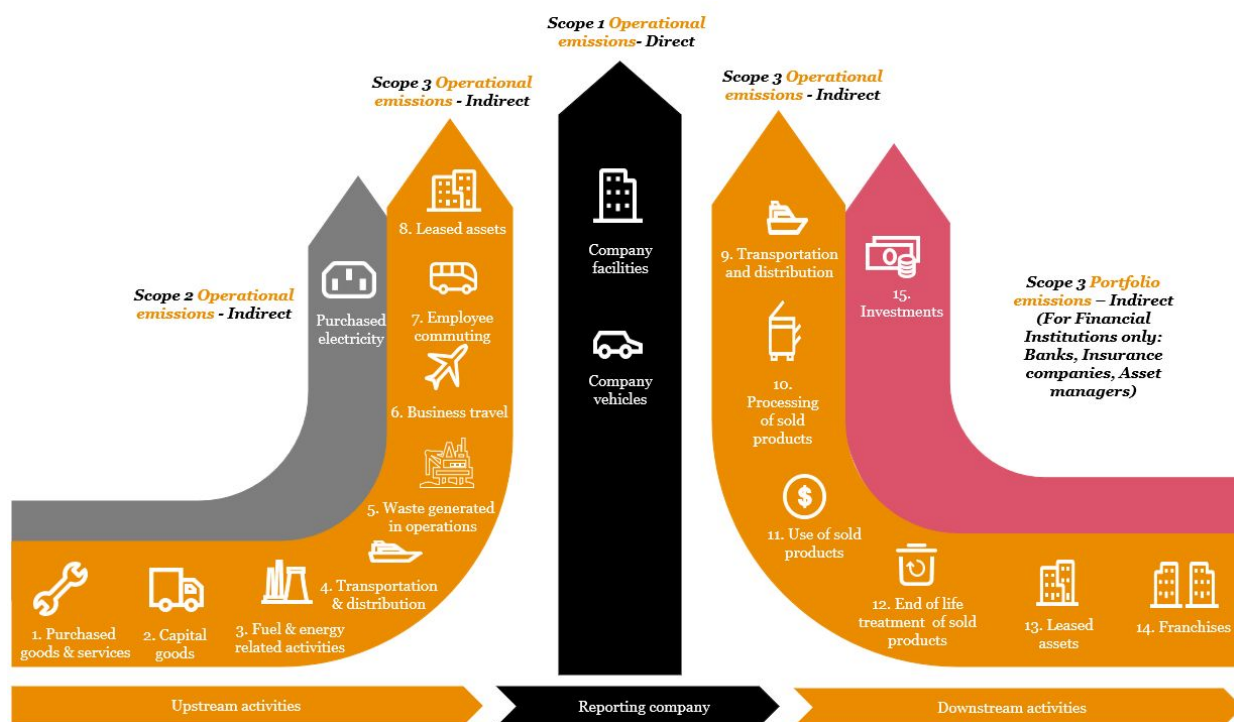 Scope 1 Operational
emissions- Direct
Scope 3 Operational
emissions - Indirect
Scope 3 Operational
emissions - Indirect
8. Leased assets
Company
facilities
9. Transportation
and distribution
15.
Investments
Scope 2 Operational
emissions - Indirect
Purchased
electricity
7. Employee
commuting
Scope 3 Portfolio
emissions – Indirect
(For Financial
Institutions only:
Banks, Insurance
companies, Asset
managers)
Company
vehicles
6. Business travel
10.
Processing
of sold
products
5. Waste generated
in operations
$
11. Use of sold
products
4. Transportation
& distribution
1. Purchased
goods & services
2. Capital
goods
3. Fuel & energy
related activities
12. End of life
treatment of sold
products
13. Leased
assets
14. Franchises
Upstream activities
Reporting company
Downstream activities